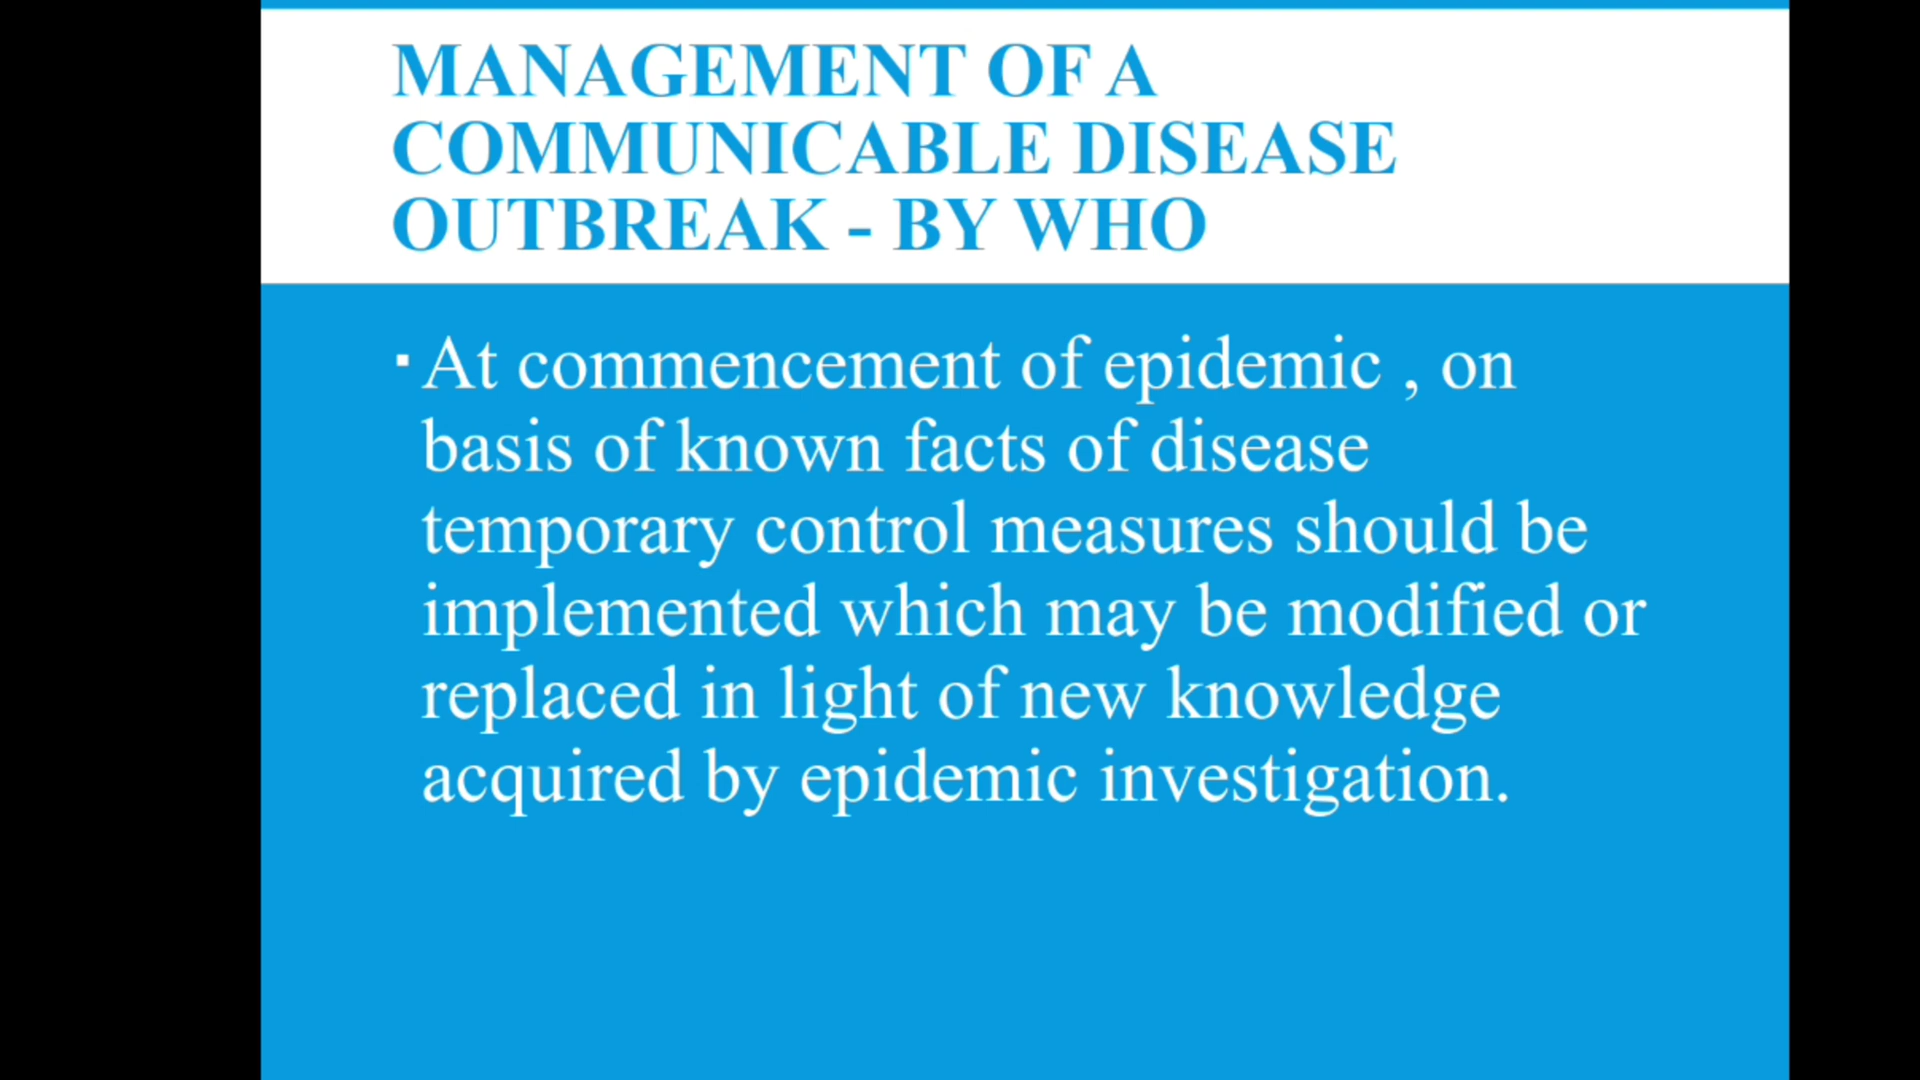 MANAGEMENT OF A
COMMUNICABLE DISEASE
OUTBREAK - BY WHO
▪ At commencement of epidemic , on
basis of known facts of disease
temporary control measures should be
implemented which may be modified or
replaced in light of new knowledge
acquired by epidemic investigation.